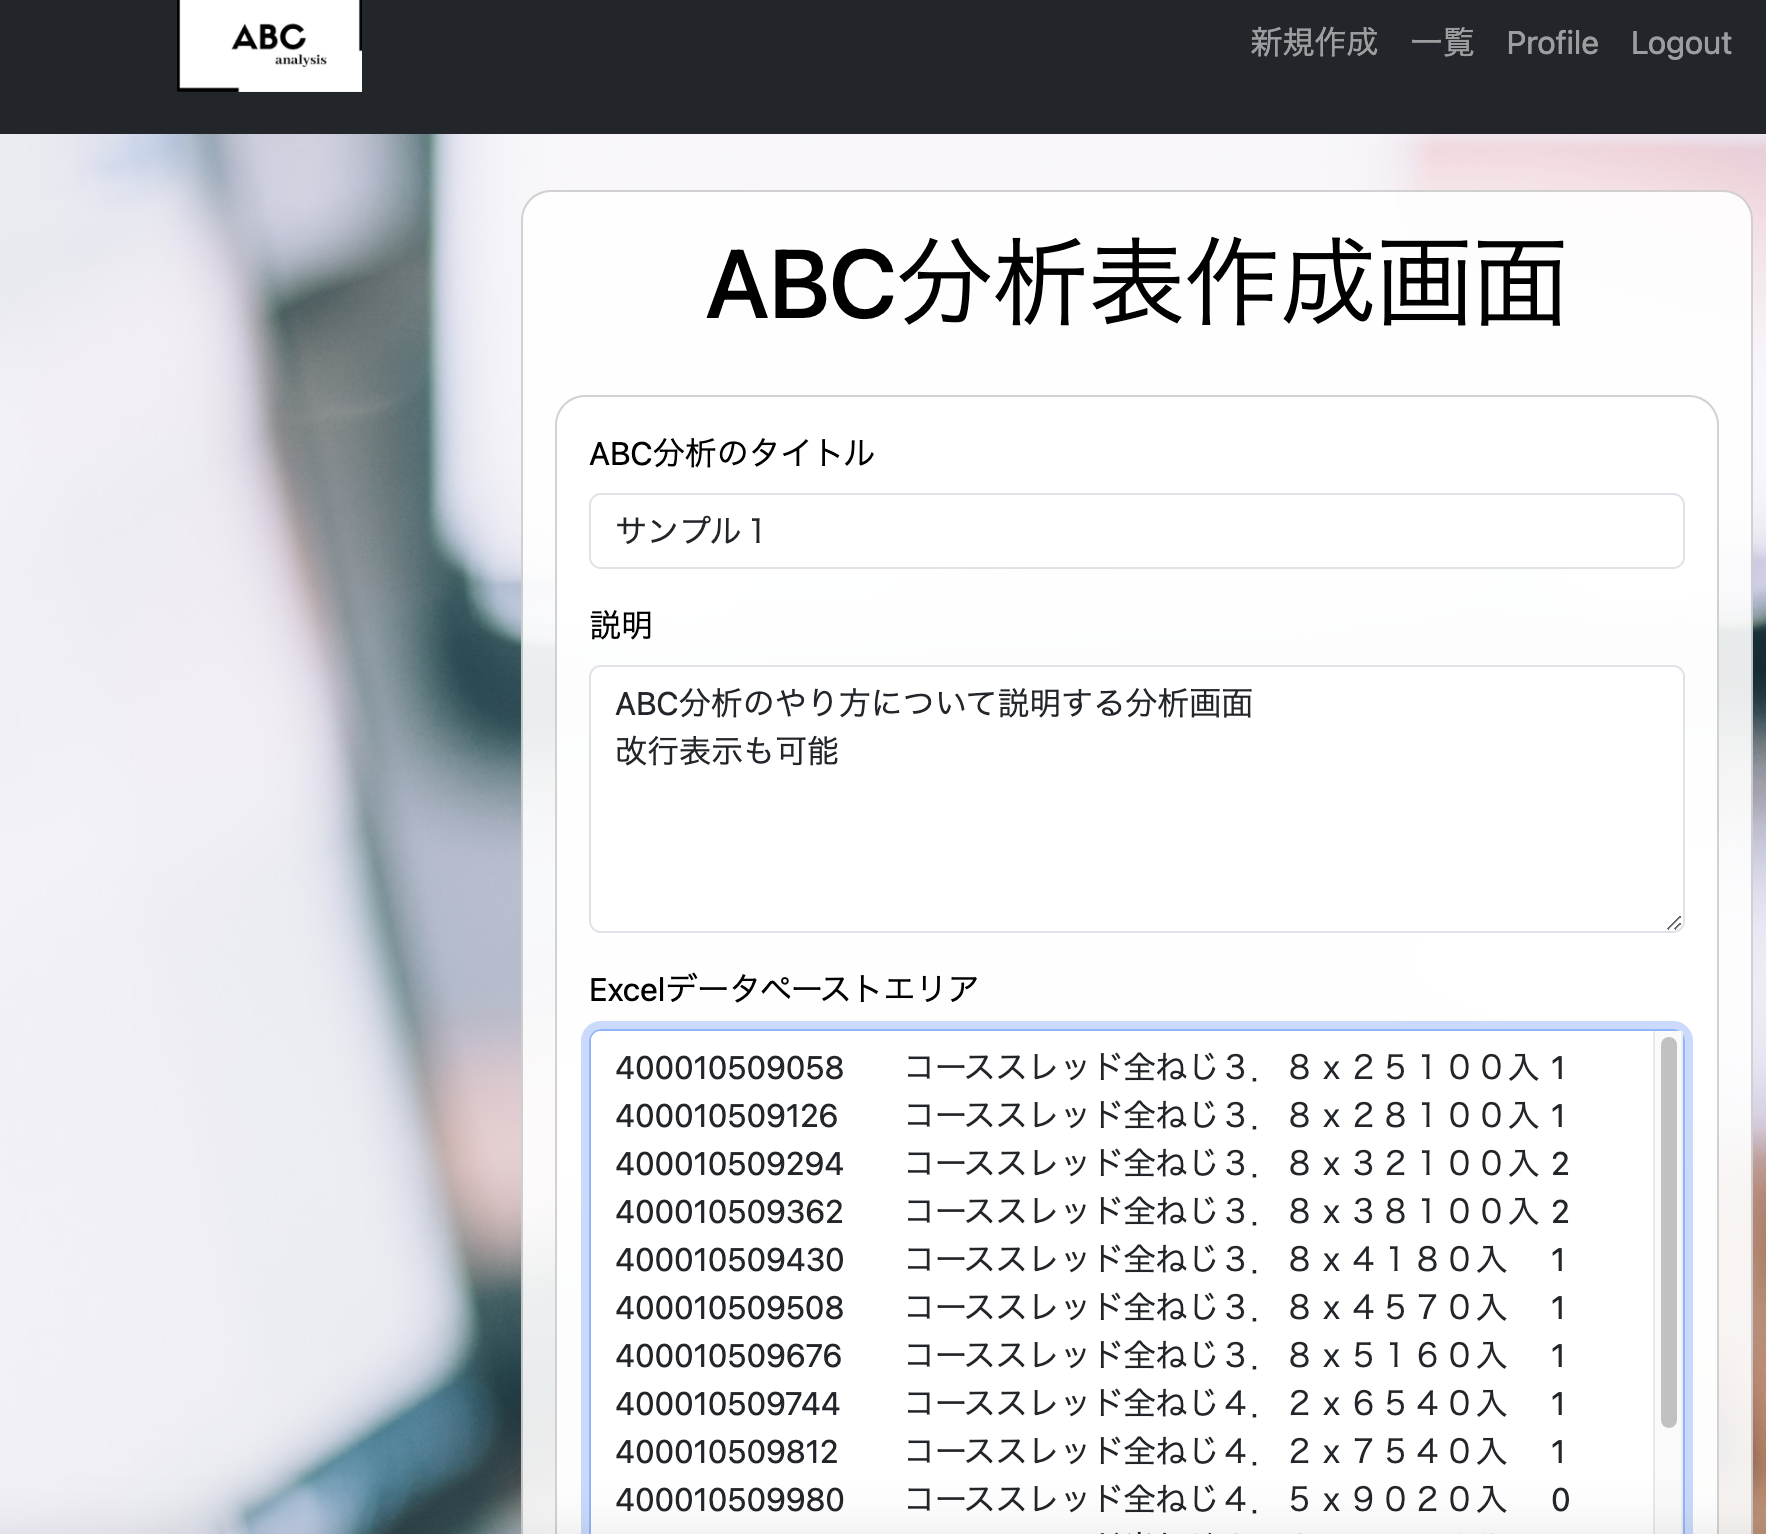 ABC
analysis
新規作成 一覧 Profile Logout
ABC分析表作成画面
ABC分析のタイトル
サンプル１
説明
ABC分析のやり方について説明する分析画面
改行表示も可能
Excelデータペーストエリア
400010509058 コーススレッド全ねじ３．８ｘ２５１００入 1
400010509126 コーススレッド全ねじ３．８ｘ２８１００入 1
400010509294 コーススレッド全ねじ３．８ｘ３２１００入 2
400010509362 コーススレッド全ねじ３．８ｘ３８１００入 2
400010509430 コーススレッド全ねじ３．８ｘ４１８０入 1
400010509508 コーススレッド全ねじ３．８ｘ４５７０入 1
400010509676 コーススレッド全ねじ３．８ｘ５１６０入 1
400010509744 コーススレッド全ねじ４．２ｘ６５４０入 1
400010509812 コーススレッド全ねじ４．２ｘ７５４０入 1
400010509980 コーススレッド全ねじ４．５ｘ９０２０入 0